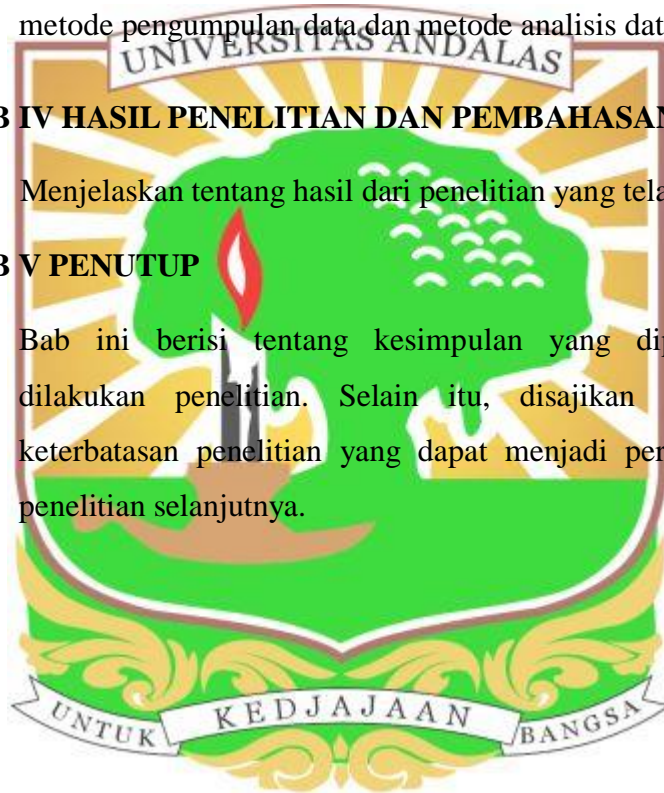 metode pengumpulan data dan metode analisis dat
UNIVERSITAS ANDALAS
B IV HASIL PENELITIAN DAN PEMBAHASAN
Menjelaskan tentang hasil dari penelitian yang tela
B V PENUTUP
Bab ini berisi tentang kesimpulan yang dip
dilakukan penelitian. Selain itu, disajikan
keterbatasan penelitian yang dapat menjadi per
penelitian selanjutnya.
UNTUK KEDJAJAAN BANGSA